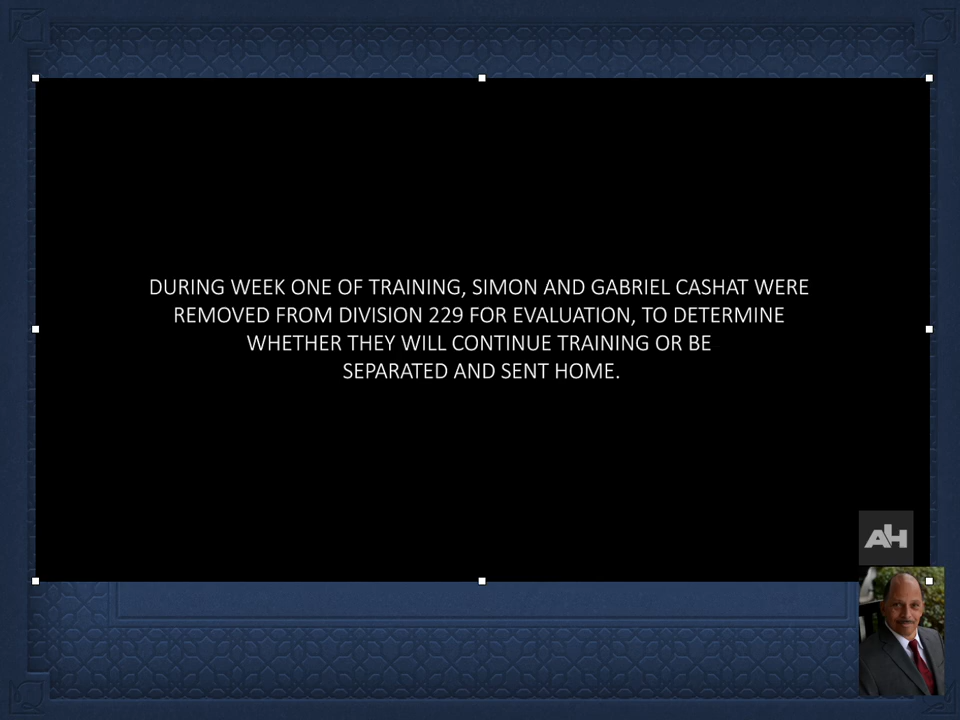 DURING WEEK ONE OF TRAINING, SIMON AND GABRIEL CASHAT WERE
REMOVED FROM DIVISION 229 FOR EVALUATION, TO DETERMINE
WHETHER THEY WILL CONTINUE TRAINING OR BE
SEPARATED AND SENT HOME.
AH